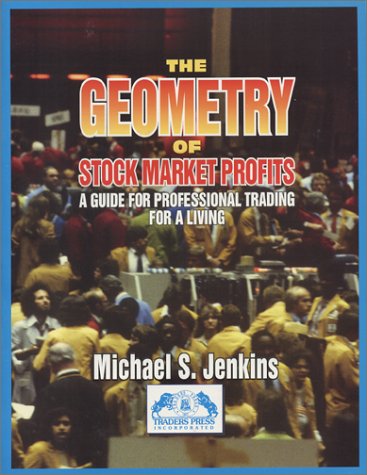 THE
GEOMETRY
OF
STOCK MARKET PROFITS
A GUIDE FOR PROFESSIONAL TRADING
FOR A LIVING
Michael S. Jenkins
TRADERS PRESS
INCORPORATED